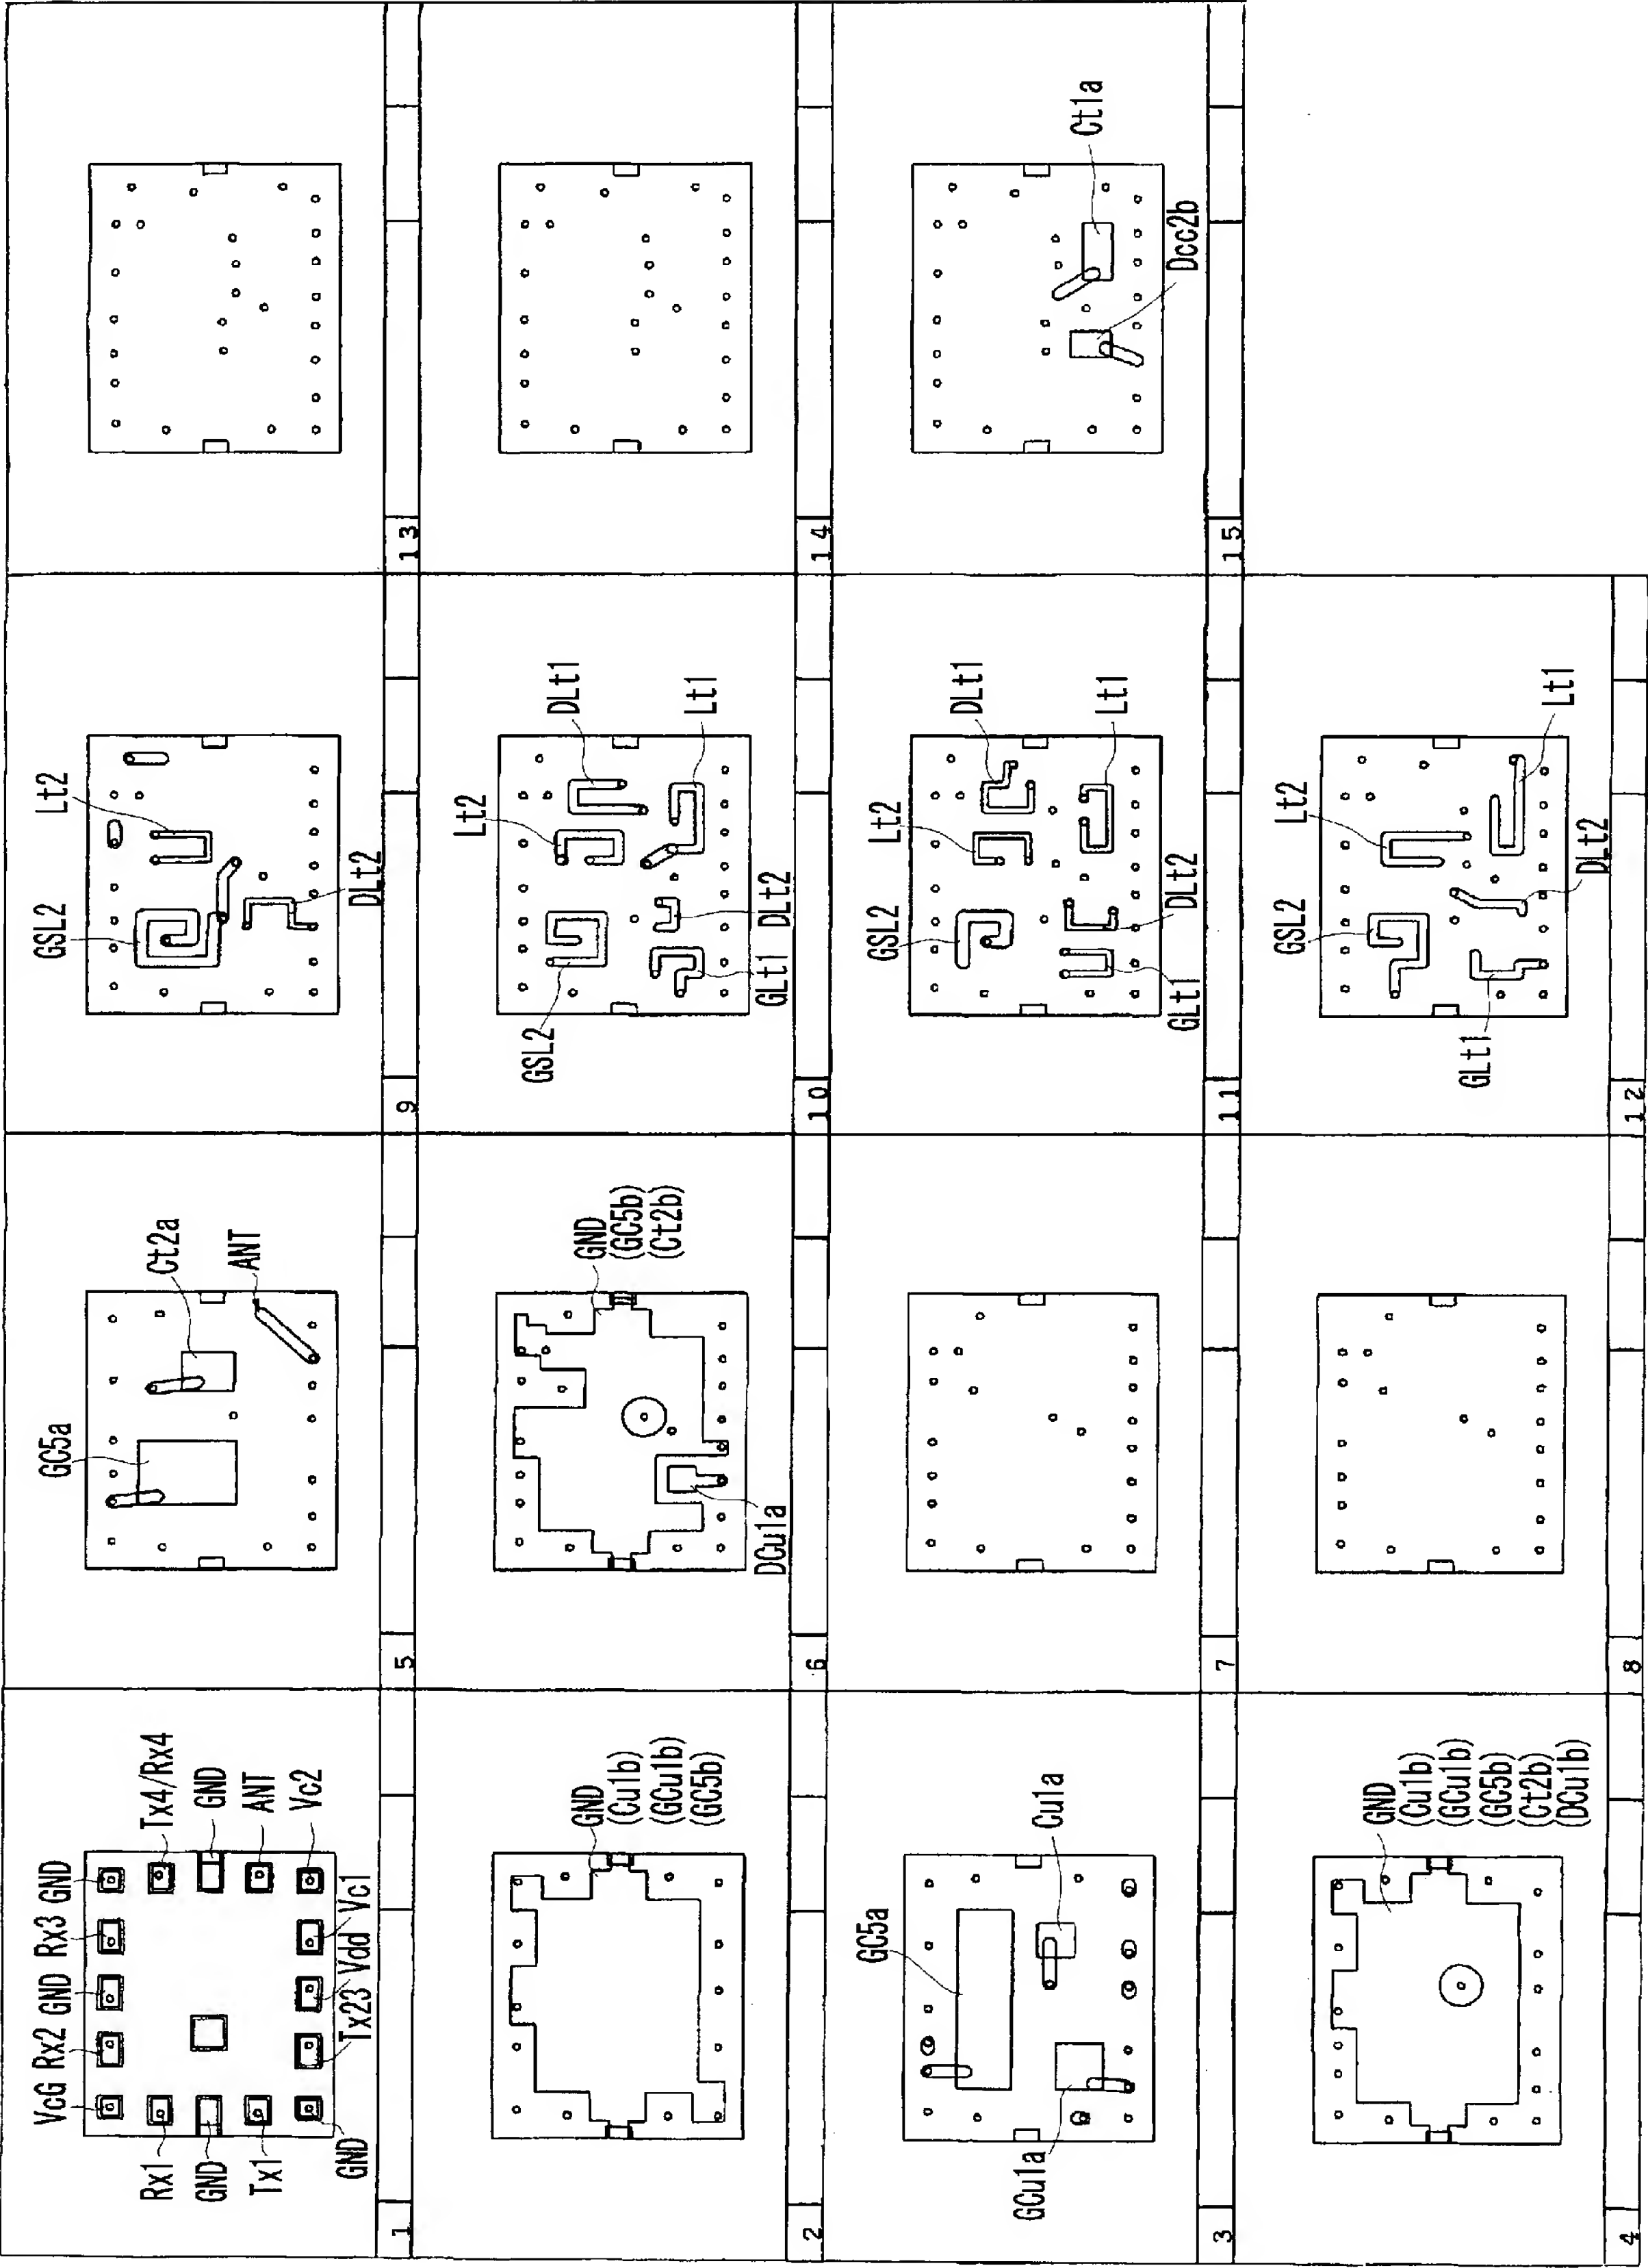 VcG
Rx2
GND
Rx3
GND
Rx1
GND
Tx1
GND
Tx4/Rx4
GND
ANT
Vc2
Tx23
Vdd
Vc1
1
GND
(Cu1b)
(GCu1b)
(GC5b)
2
GC5a
Cu1a
GCu1a
3
GND
(Cu1b)
(GCu1b)
(GC5b)
(Ct2b)
(DCu1b)
4
GC5a
Ct2a
ANT
5
GND
(GC5b)
(Ct2b)
DCu1a
6
7
8
GSL2
Lt2
DLt2
9
Lt2
DLt1
Lt1
GSL2
GLt1
DLt2
10
GSL2
Lt2
DLt1
Lt1
GLt1
DLt2
11
GSL2
Lt2
Lt1
GLt1
DLt2
12
13
14
Ct1a
Dcc2b
15